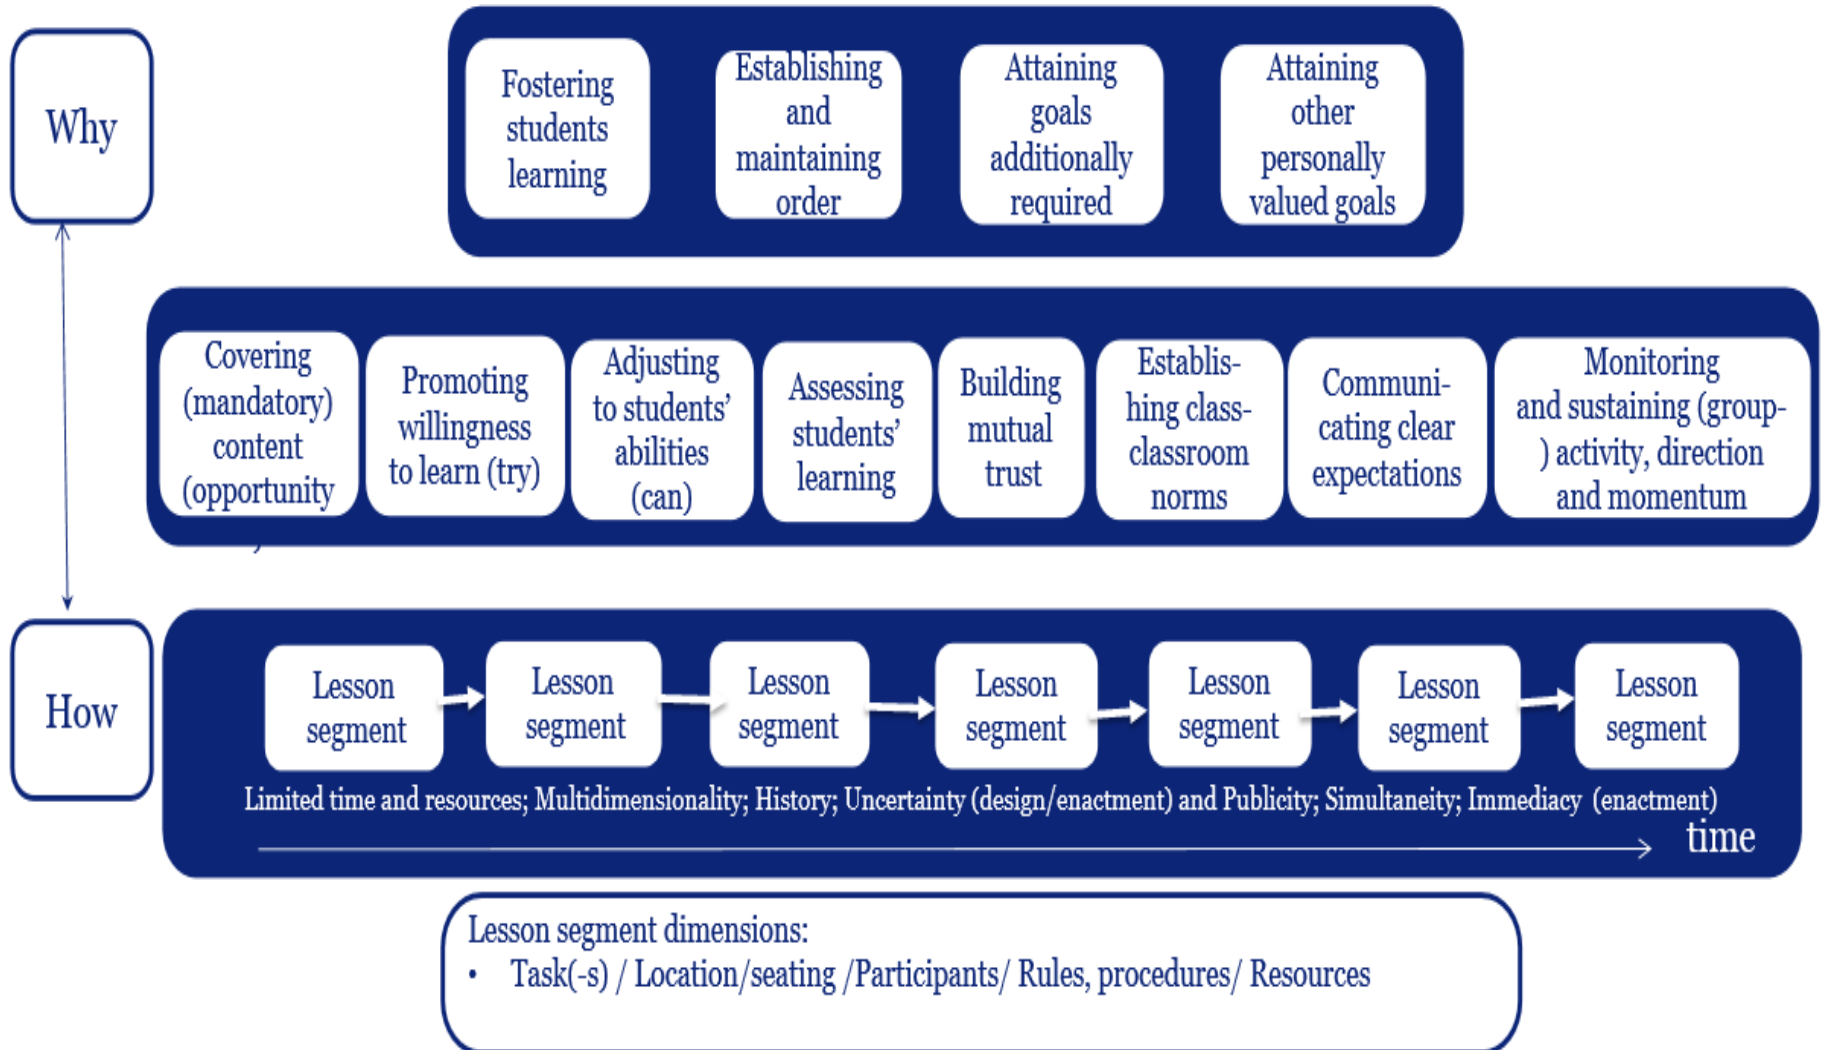 Why
Fostering
students
learning
Establishing
and
maintaining
order
Attaining
goals
additionally
required
Attaining
other
personally
valued goals
Covering
(mandatory)
content
(opportunity
)
Promoting
willingness
to learn (try)
Adjusting
to students’
abilities
(can)
Assessing
students’
learning
Building
mutual
trust
Establis-
hing class-
classroom
norms
Communi-
cating clear
expectations
Monitoring
and sustaining (group-
) activity, direction
and momentum
How
Lesson
segment
Lesson
segment
Lesson
segment
Lesson
segment
Lesson
segment
Lesson
segment
Lesson
segment
Limited time and resources; Multidimensionality; History; Uncertainty (design/enactment) and Publicity; Simultaneity; Immediacy (enactment)
time
Lesson segment dimensions:
• Task(-s) / Location/seating /Participants/ Rules, procedures/ Resources